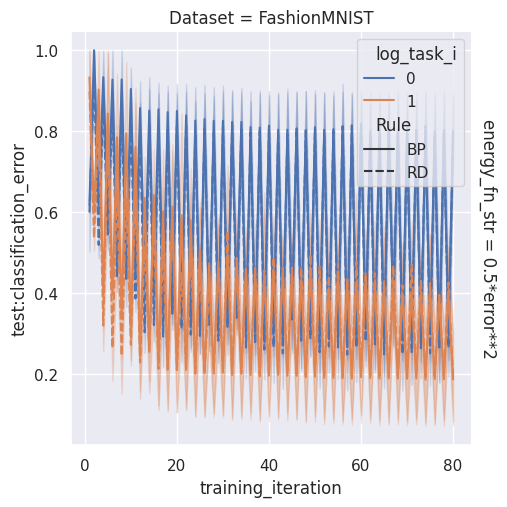 Dataset = FashionMNIST
log_task_i
0
1
Rule
BP
RD
1.0
0.8
0.6
0.4
0.2
test:classification_error
0
20
40
60
80
training_iteration
energy_fn_str = 0.5*error**2